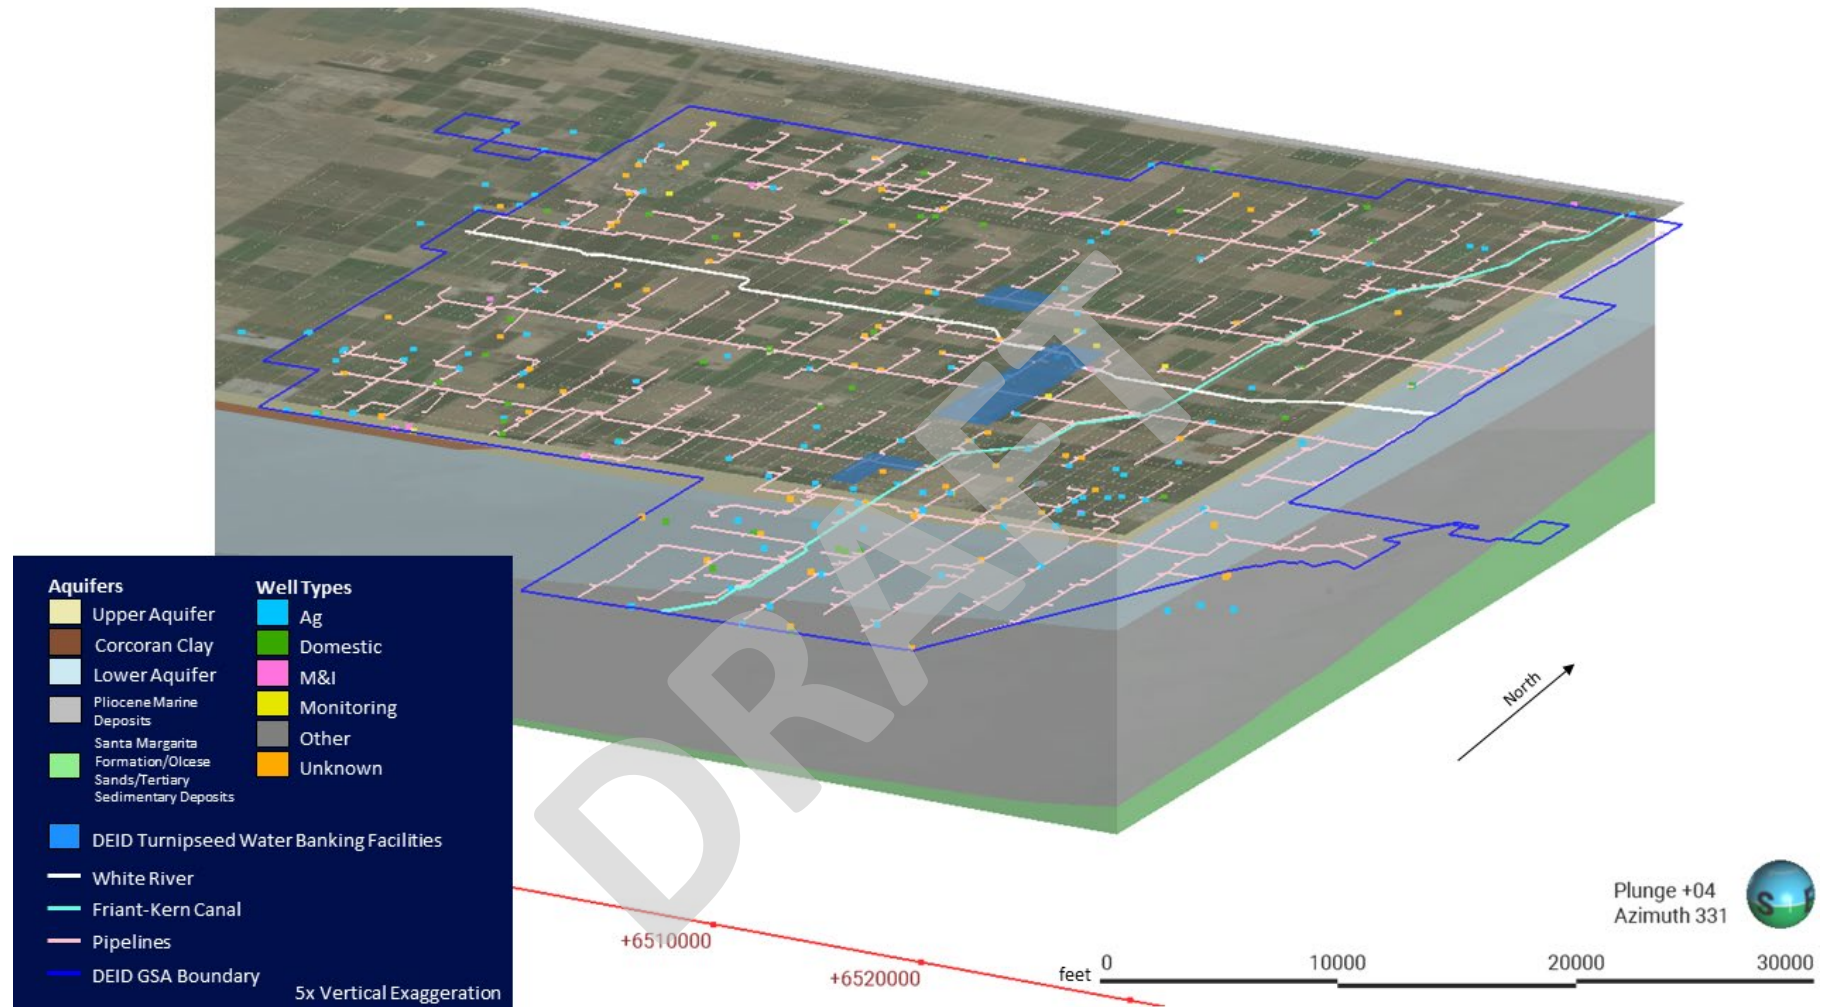 Aquifers
Upper Aquifer
Corcoran Clay
Lower Aquifer
Pliocene Marine
Deposits
Santa Margarita
Formation/Olcese
Sands/Tertiary
Sedimentary Deposits
Well Types
Ag
Domestic
M&I
Monitoring
Other
Unknown
DEID Turnipseed Water Banking Facilities
White River
Friant-Kern Canal
Pipelines
DEID GSA Boundary
5x Vertical Exaggeration
DRAFT
North
Plunge +04
Azimuth 331
S
+6510000
+6520000
feet
0
10000
20000
30000